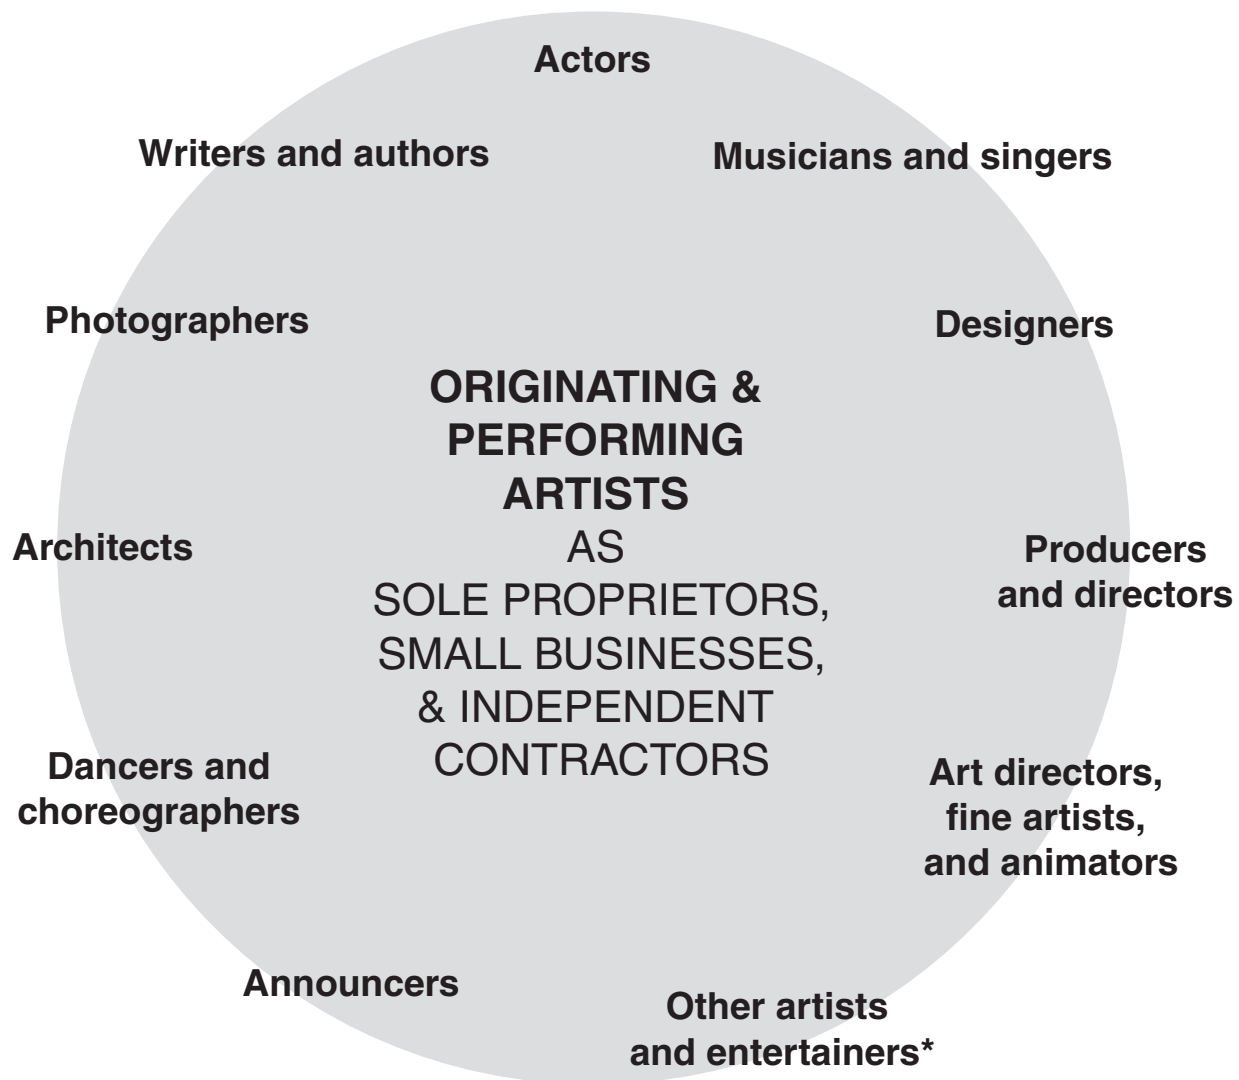 Actors
Writers and authors
Musicians and singers
Photographers
Designers
ORIGINATING &
PERFORMING
ARTISTS
AS
SOLE PROPRIETORS,
SMALL BUSINESSES,
& INDEPENDENT
CONTRACTORS
Architects
Producers
and directors
Dancers and
choreographers
Art directors,
fine artists,
and animators
Announcers
Other artists
and entertainers*